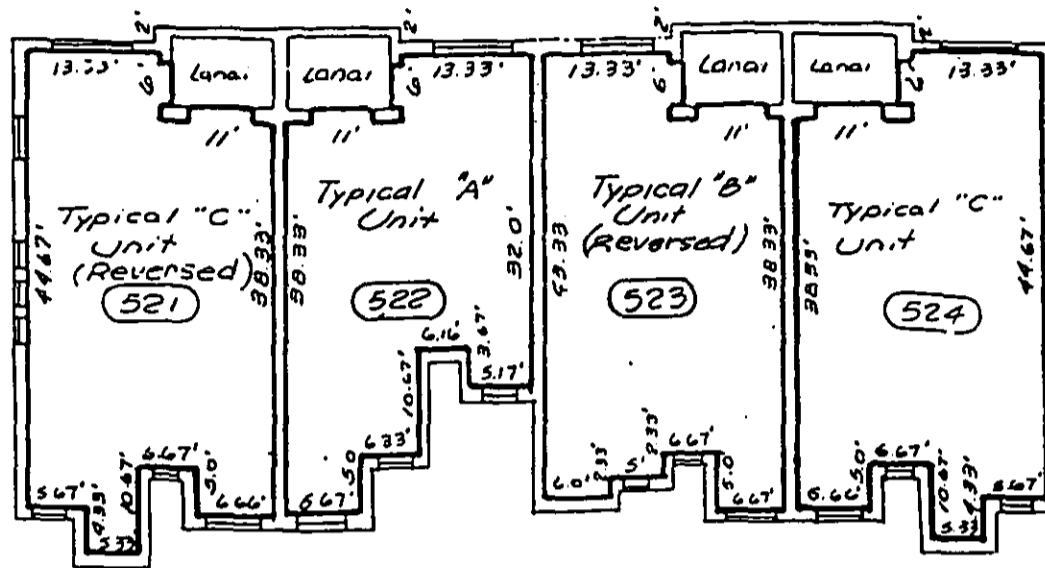 2' 2' 2' 2'
13.33' 6' Lanai Lanai 6' 13.33' 13.33' 6' Lanai Lanai 6' 13.33'
11' 11' 11' 11'
Typical "C"
Unit
(Reversed)
521
44.67'
38.33'
Typical "A"
Unit
522
38.33'
32.0'
Typical "B"
Unit
(Reversed)
523
43.33
38.33'
Typical "C"
Unit
524
38.33'
44.67'
5.67' 4.33' 5.33 10.67' 6.67' 5.0' 6.66'
6.67' 5.0 6.33' 10.67' 6.16' 3.67' 5.17'
6.0' 5' 2.33' 6.67' 5.0 6.67'
6.66' 5.0' 6.67' 10.67' 5.33 4.33' 5.67'